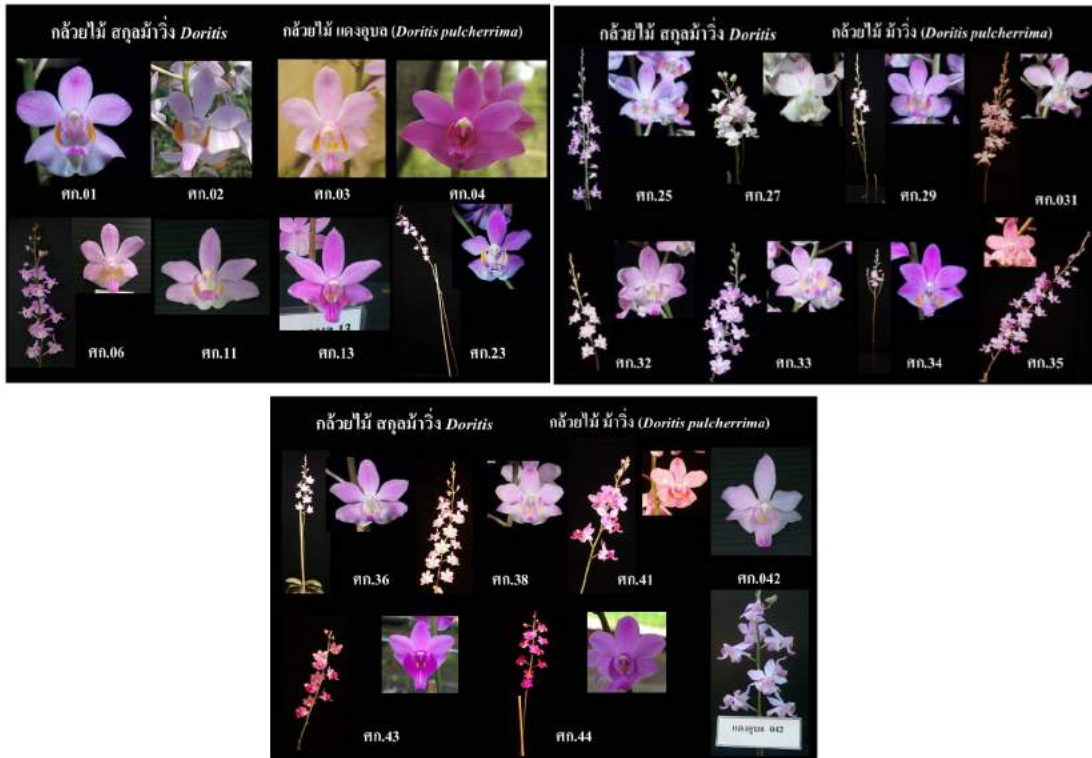 กล้วยไม้ สกุลม้าวิ่ง Doritis
กล้วยไม้ แดงอุบล (Doritis pulcherrima)
ศก.01
ศก.02
ศก.03
ศก.04
ศก.06
ศก.11
ศก.13
ศก.23
กล้วยไม้ สกุลม้าวิ่ง Doritis
กล้วยไม้ ม้าวิ่ง (Doritis pulcherrima)
ศก.25
ศก.27
ศก.29
ศก.031
ศก.32
ศก.33
ศก.34
ศก.35
กล้วยไม้ สกุลม้าวิ่ง Doritis
กล้วยไม้ ม้าวิ่ง (Doritis pulcherrima)
ศก.36
ศก.38
ศก.41
ศก.042
ศก.43
ศก.44
แดงอุบล 042